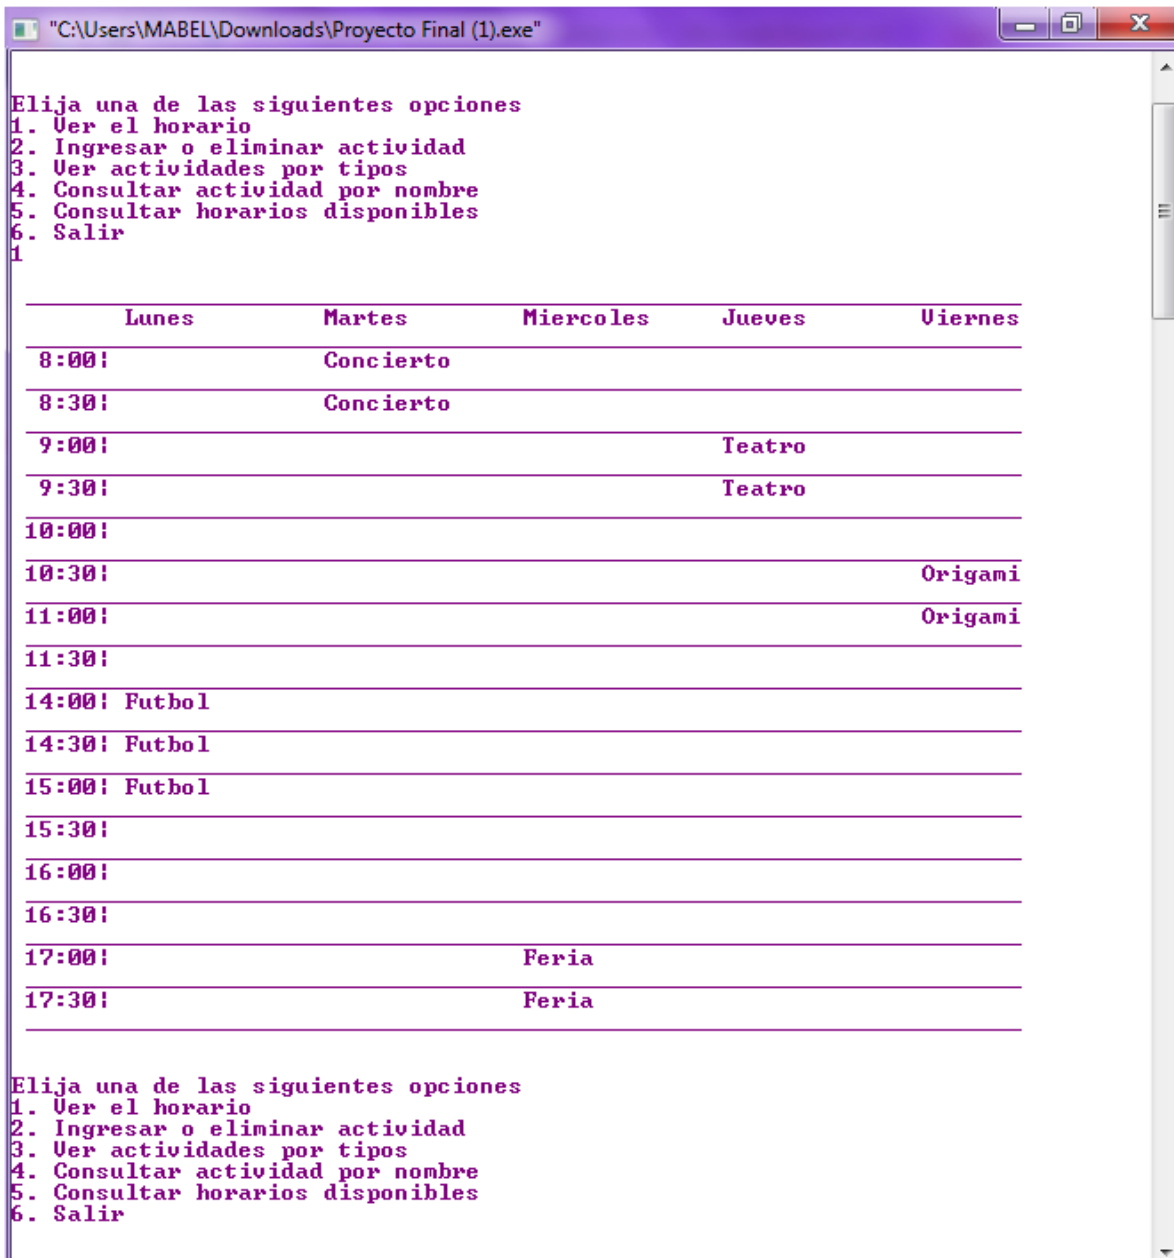 "C:\Users\MABEL\Downloads\Proyecto Final (1).exe"
Elija una de las siguientes opciones
1. Ver el horario
2. Ingresar o eliminar actividad
3. Ver actividades por tipos
4. Consultar actividad por nombre
5. Consultar horarios disponibles
6. Salir
1
Lunes Martes Miercoles Jueves Viernes
8:00¦ Concierto
8:30¦ Concierto
9:00¦ Teatro
9:30¦ Teatro
10:00¦
10:30¦ Origami
11:00¦ Origami
11:30¦
14:00¦ Futbol
14:30¦ Futbol
15:00¦ Futbol
15:30¦
16:00¦
16:30¦
17:00¦ Feria
17:30¦ Feria
Elija una de las siguientes opciones
1. Ver el horario
2. Ingresar o eliminar actividad
3. Ver actividades por tipos
4. Consultar actividad por nombre
5. Consultar horarios disponibles
6. Salir